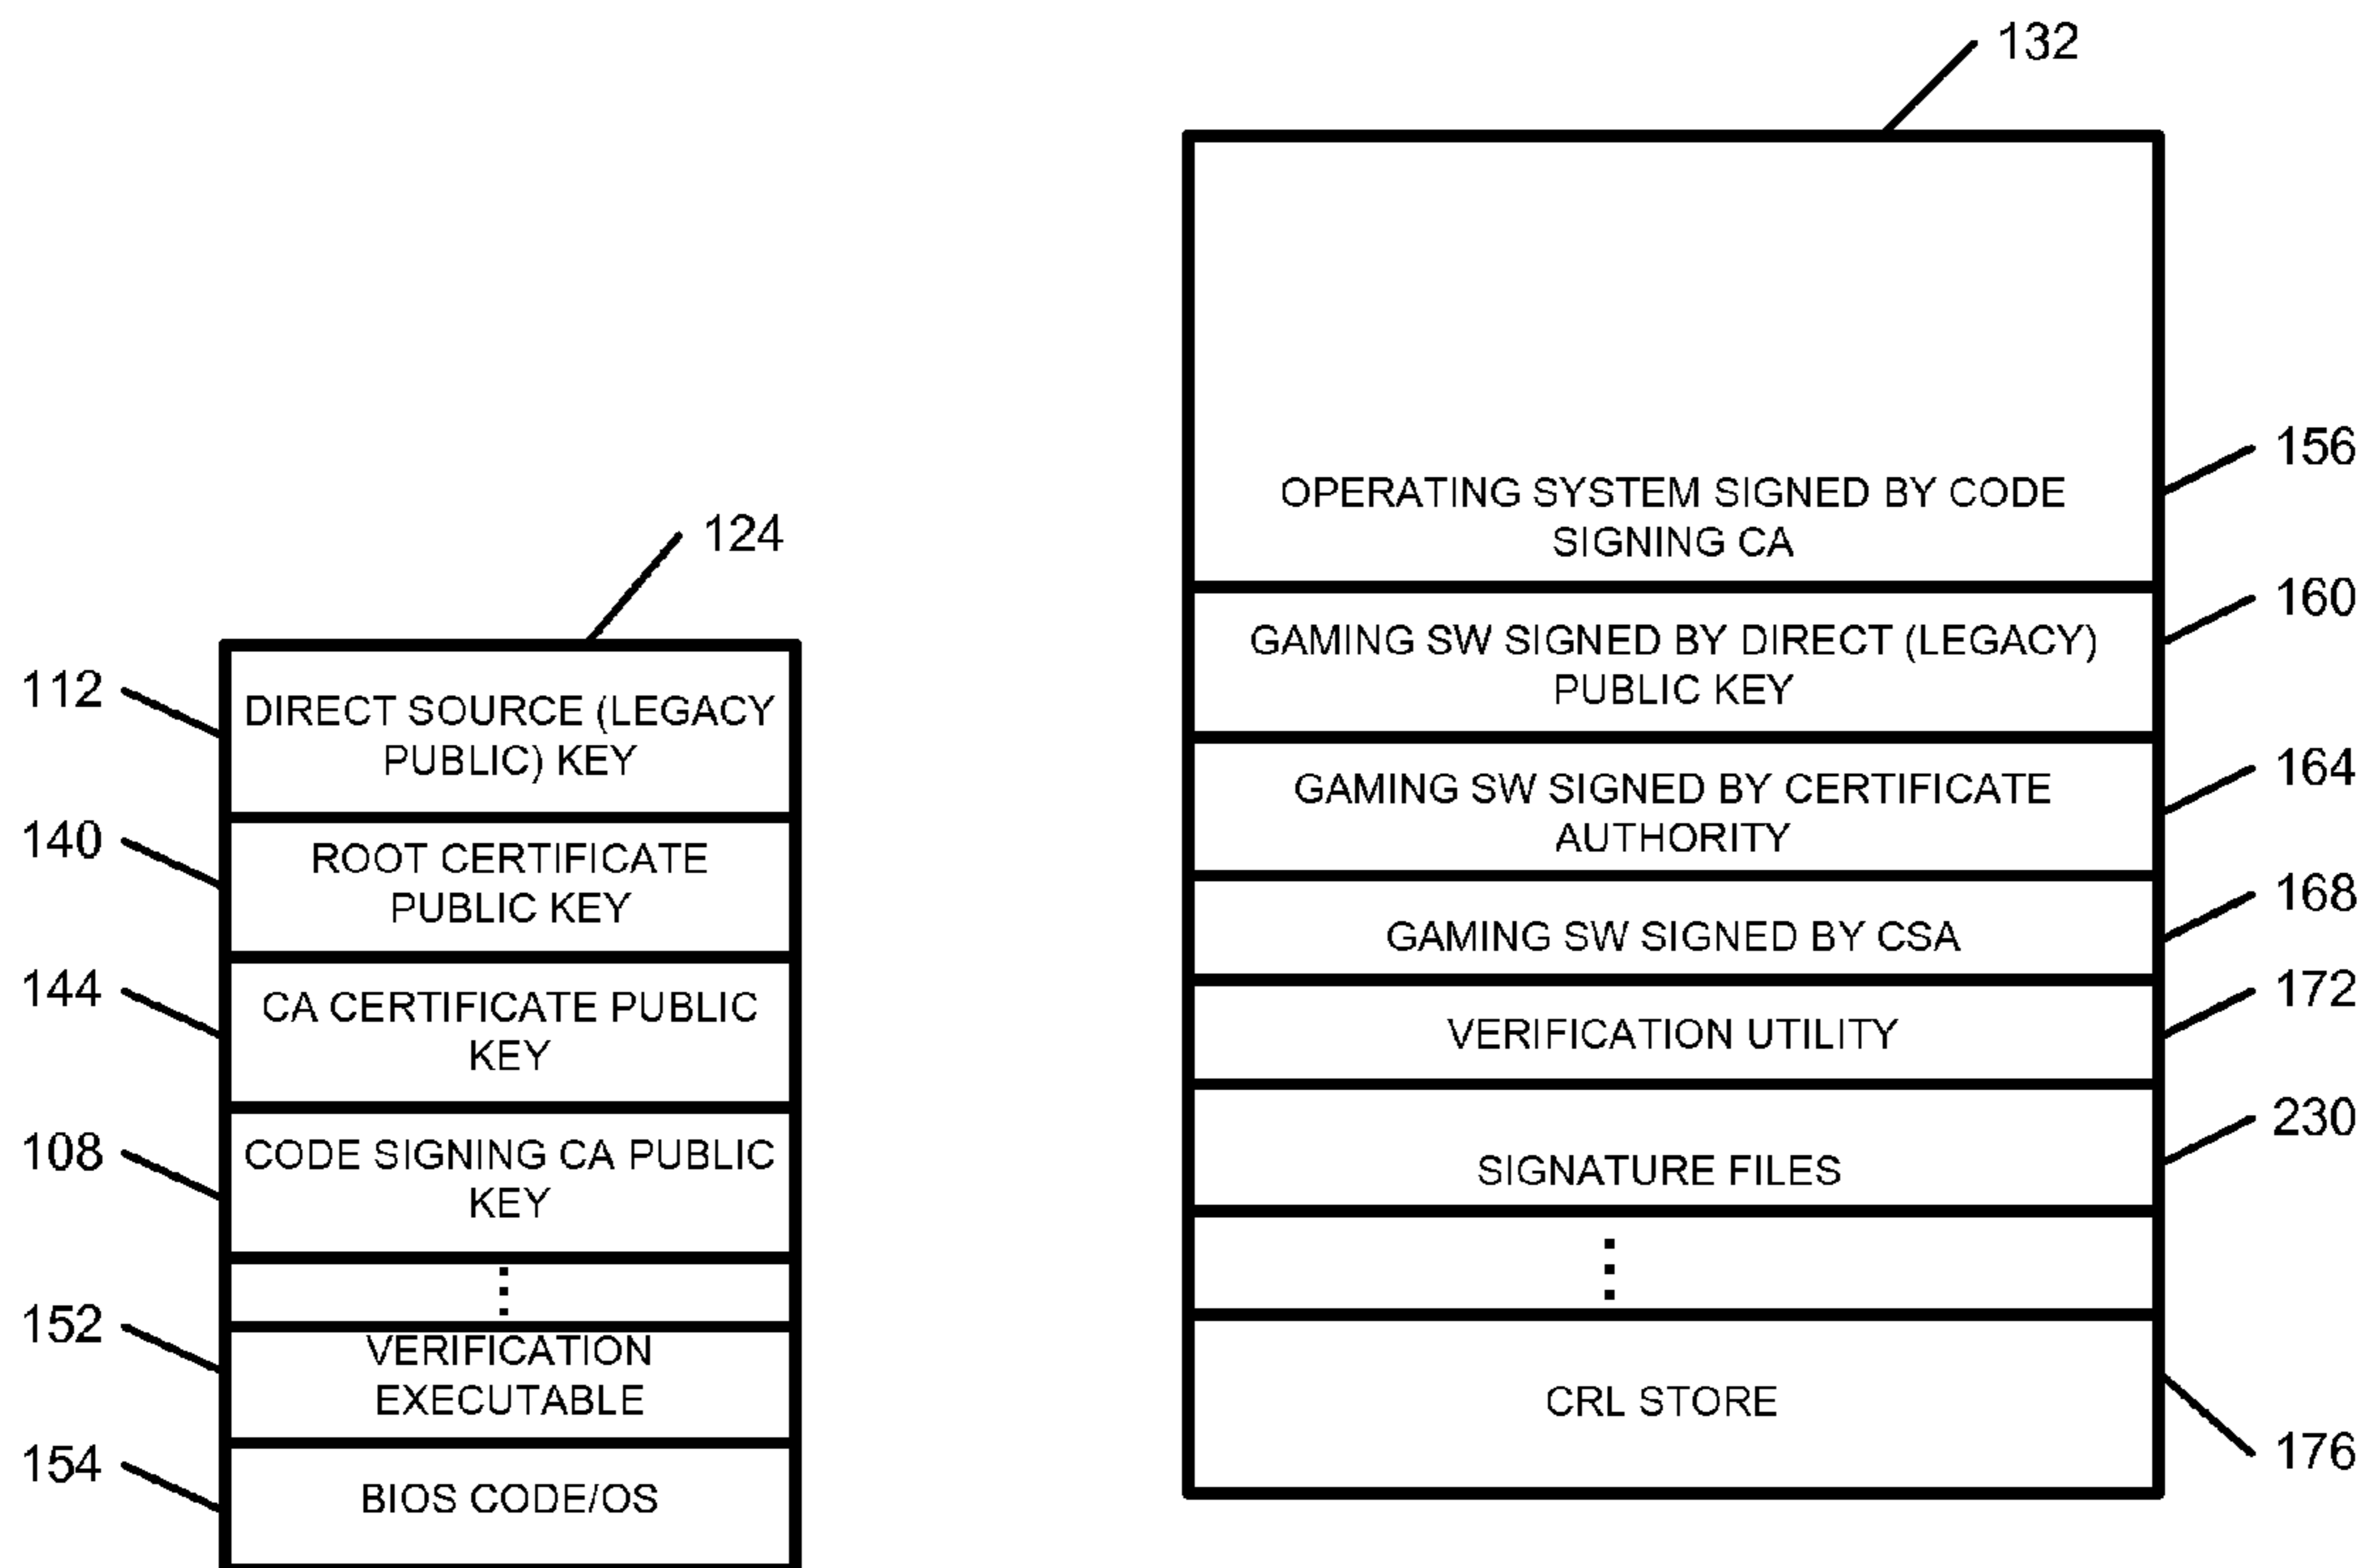 124
112
DIRECT SOURCE (LEGACY
PUBLIC) KEY
140
ROOT CERTIFICATE
PUBLIC KEY
144
CA CERTIFICATE PUBLIC
KEY
108
CODE SIGNING CA PUBLIC
KEY
152
VERIFICATION
EXECUTABLE
154
BIOS CODE/OS
132
156
OPERATING SYSTEM SIGNED BY CODE
SIGNING CA
160
GAMING SW SIGNED BY DIRECT (LEGACY)
PUBLIC KEY
164
GAMING SW SIGNED BY CERTIFICATE
AUTHORITY
168
GAMING SW SIGNED BY CSA
172
VERIFICATION UTILITY
230
SIGNATURE FILES
CRL STORE
176